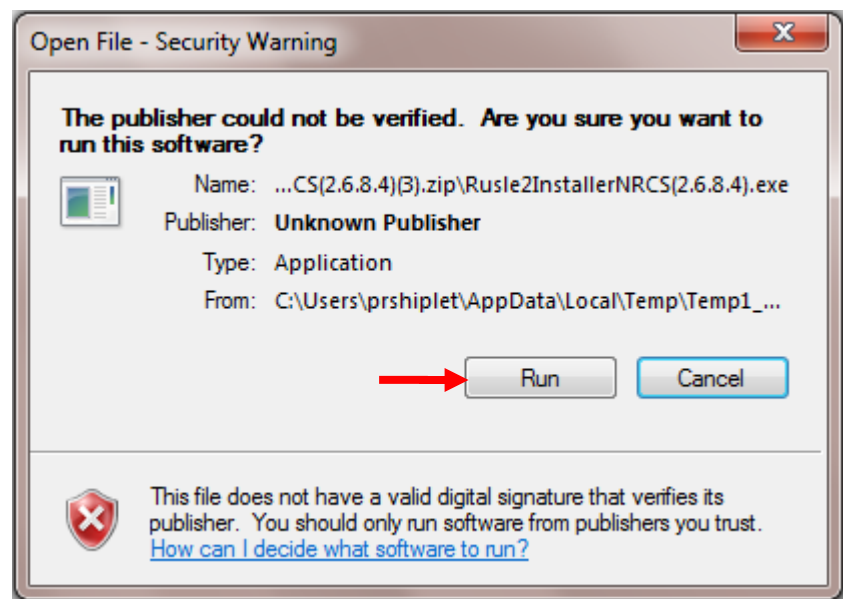 Open File - Security Warning
The publisher could not be verified.  Are you sure you want to
run this software?
Name: ...CS(2.6.8.4)(3).zip\Rusle2InstallerNRCS(2.6.8.4).exe
Publisher: Unknown Publisher
Type: Application
From: C:\Users\prshiplet\AppData\Local\Temp\Temp1_...
Run Cancel
This file does not have a valid digital signature that verifies its
publisher.  You should only run software from publishers you trust.
How can I decide what software to run?